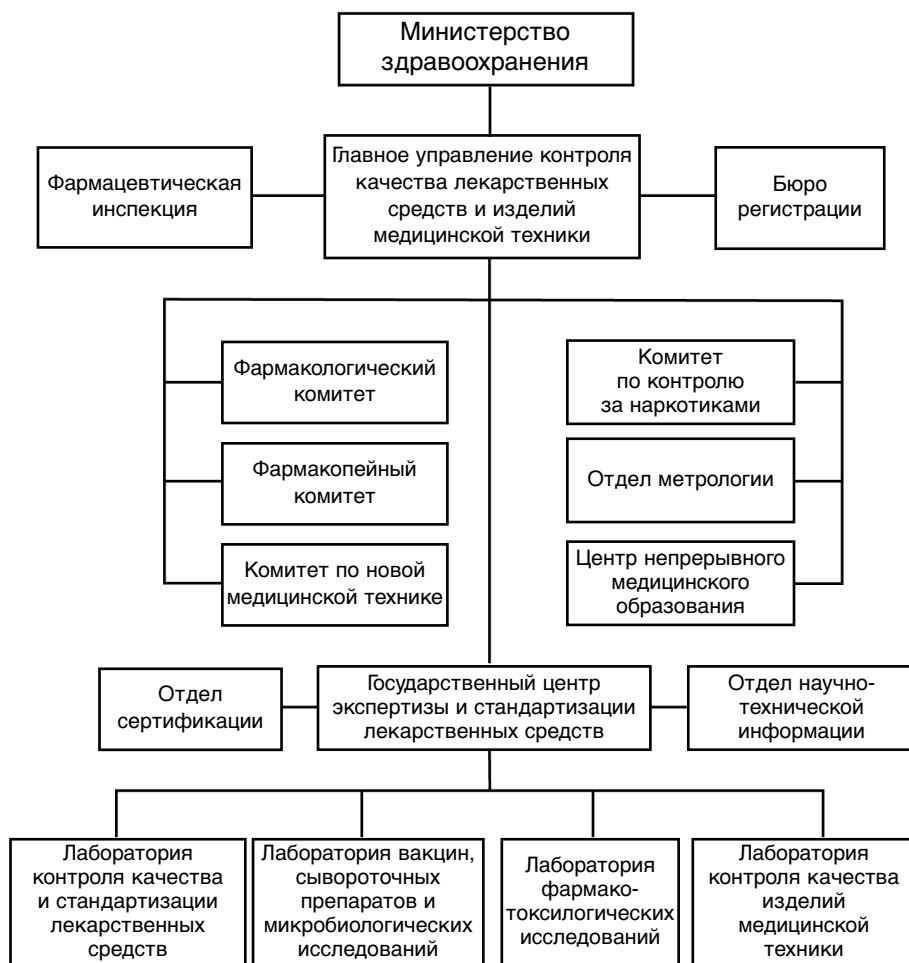 Министерство
здравоохранения
Фармацевтическая
инспекция
Главное управление контроля
качества лекарственных
средств и изделий
медицинской техники
Бюро
регистрации
Фармакологический
комитет
Комитет
по контролю
за наркотиками
Фармакопейный
комитет
Отдел метрологии
Комитет по новой
медицинской технике
Центр непрерывного
медицинского
образования
Отдел
сертификации
Государственный центр
экспертизы и стандартизации
лекарственных средств
Отдел научно-
технической
информации
Лаборатория
контроля качества
и стандартизации
лекарственных
средств
Лаборатория вакцин,
сывороточных
препаратов и
микробиологических
исследований
Лаборатория
фармако-
токсилогических
исследований
Лаборатория
контроля качества
изделий
медицинской
техники